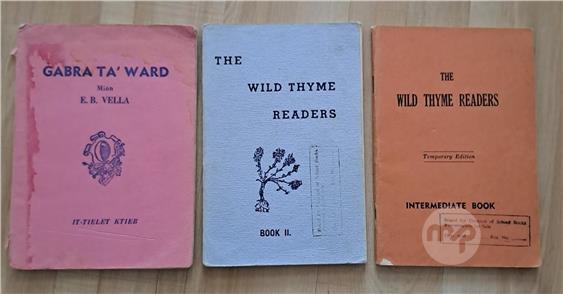 GABRA TA' WARD
Minn
E. B. VELLA
IT-TIELET KTIEB
THE
WILD THYME
READERS
BOOK II.
THE
WILD THYME READERS
Temporary Edition
INTERMEDIATE BOOK